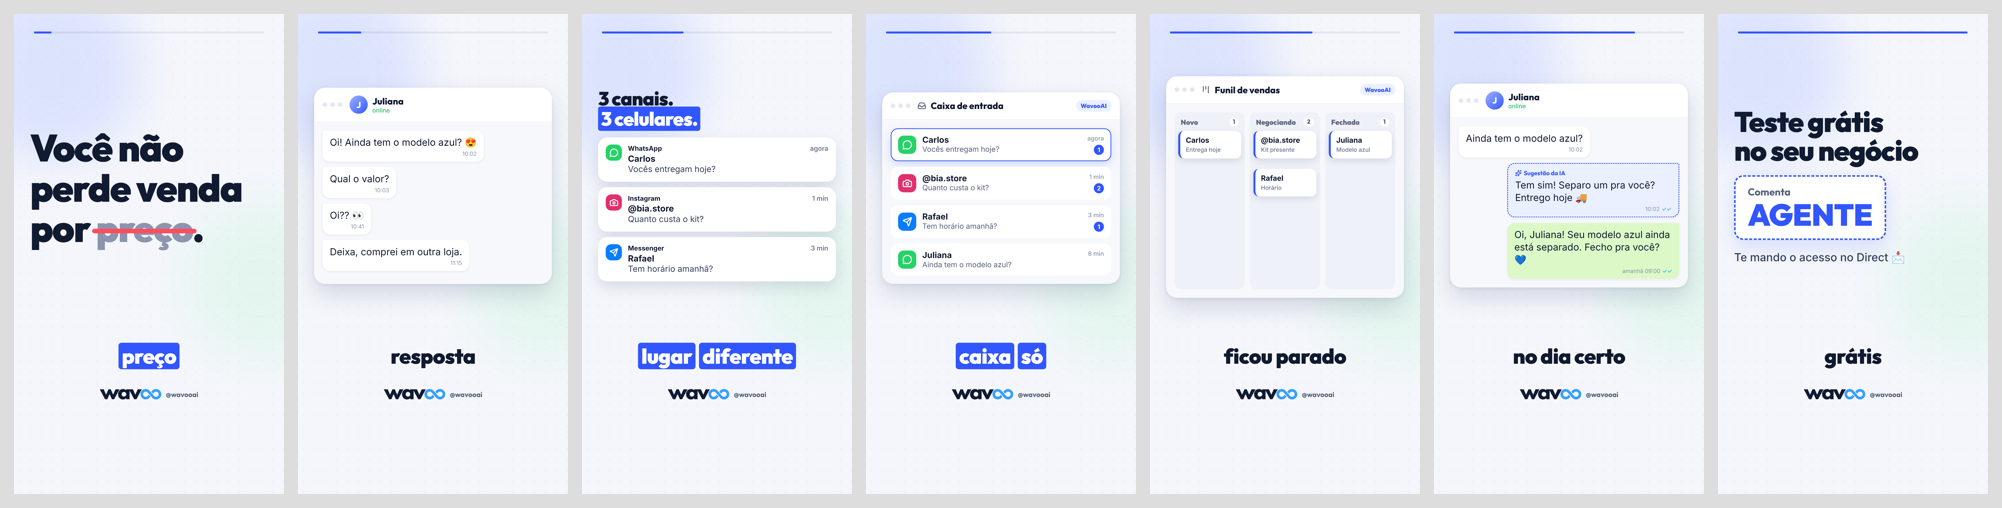 Você não
perde venda
por preço.
preço
wavoo @wavooai
J Juliana
online
Oi! Ainda tem o modelo azul? 😍
10:02
Qual o valor?
10:03
Oi?? 👀
10:41
Deixa, comprei em outra loja.
11:15
resposta
wavoo @wavooai
3 canais.
3 celulares.
WhatsApp agora
Carlos
Vocês entregam hoje?
Instagram 1 min
@bia.store
Quanto custa o kit?
Messenger 3 min
Rafael
Tem horário amanhã?
lugar diferente
wavoo @wavooai
Caixa de entrada WavooAI
Carlos agora
Vocês entregam hoje? 1
@bia.store 1 min
Quanto custa o kit? 2
Rafael 3 min
Tem horário amanhã? 1
Juliana 8 min
Ainda tem o modelo azul?
caixa só
wavoo @wavooai
Funil de vendas WavooAI
Novo 1
Carlos
Entrega hoje
Negociando 2
@bia.store
Kit presente
Rafael
Horário
Fechado 1
Juliana
Modelo azul
ficou parado
wavoo @wavooai
J Juliana
online
Ainda tem o modelo azul?
10:02
Sugestão da IA
Tem sim! Separo um pra você?
Entrego hoje 🚚
10:02
Oi, Juliana! Seu modelo azul ainda
está separado. Fecho pra você?
💙
amanhã 09:00
no dia certo
wavoo @wavooai
Teste grátis
no seu negócio
Comenta
AGENTE
Te mando o acesso no Direct 📩
grátis
wavoo @wavooai